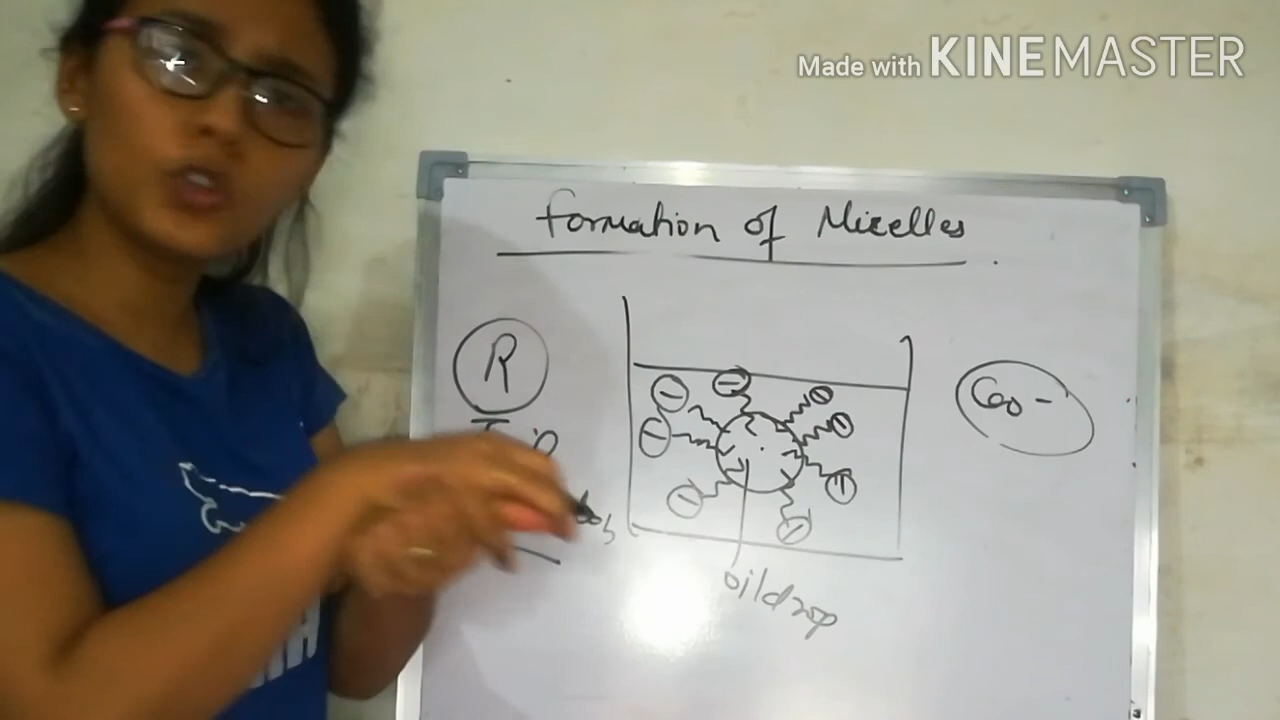 Made with KINEMASTER
Formation of Micelles
R
Coo -
oildrop